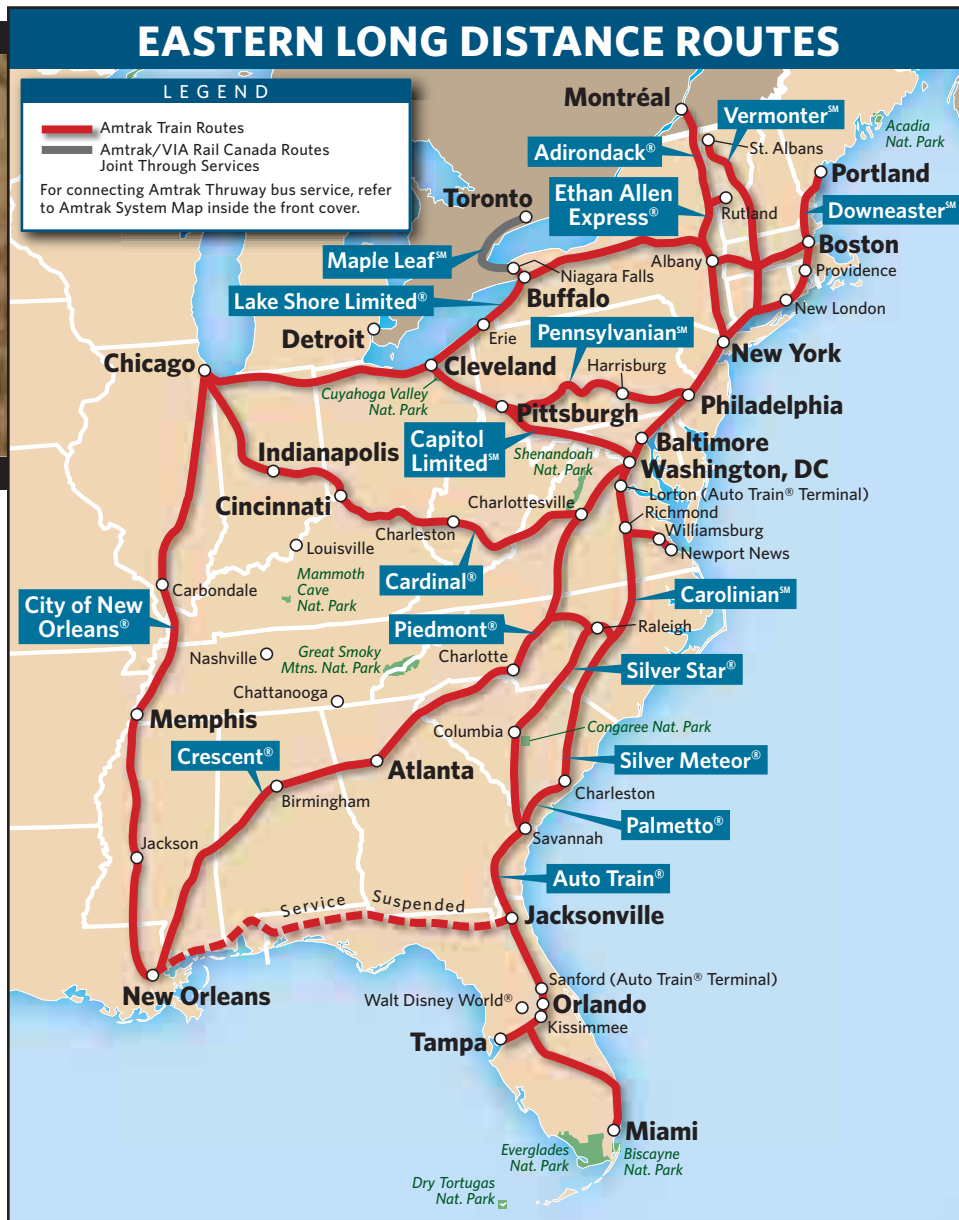 EASTERN LONG DISTANCE ROUTES
LEGEND
Amtrak Train Routes
Amtrak/VIA Rail Canada Routes
Joint Through Services
For connecting Amtrak Thruway bus service, refer
to Amtrak System Map inside the front cover.
Montréal
Vermonter℠
St. Albans
Acadia
Nat. Park
Adirondack®
Portland
Ethan Allen
Express®
Rutland
Downeaster℠
Toronto
Boston
Maple Leaf℠
Albany
Providence
Niagara Falls
Buffalo
Lake Shore Limited®
New London
Detroit
Erie
Pennsylvanian℠
New York
Chicago
Cleveland
Harrisburg
Cuyahoga Valley
Nat. Park
Pittsburgh
Philadelphia
Capitol
Limited℠
Baltimore
Indianapolis
Shenandoah
Nat. Park
Washington, DC
Cincinnati
Charlottesville
Lorton (Auto Train® Terminal)
Richmond
Williamsburg
Charleston
Louisville
Newport News
Mammoth
Cave
Nat. Park
Cardinal®
Carbondale
Carolinian℠
City of New
Orleans®
Piedmont®
Raleigh
Nashville
Great Smoky
Mtns. Nat. Park
Charlotte
Silver Star®
Chattanooga
Memphis
Columbia
Congaree Nat. Park
Crescent®
Atlanta
Silver Meteor®
Birmingham
Charleston
Palmetto®
Savannah
Jackson
Auto Train®
Service Suspended
Jacksonville
New Orleans
Sanford (Auto Train® Terminal)
Walt Disney World®
Orlando
Kissimmee
Tampa
Miami
Everglades
Nat. Park
Biscayne
Nat. Park
Dry Tortugas
Nat. Park